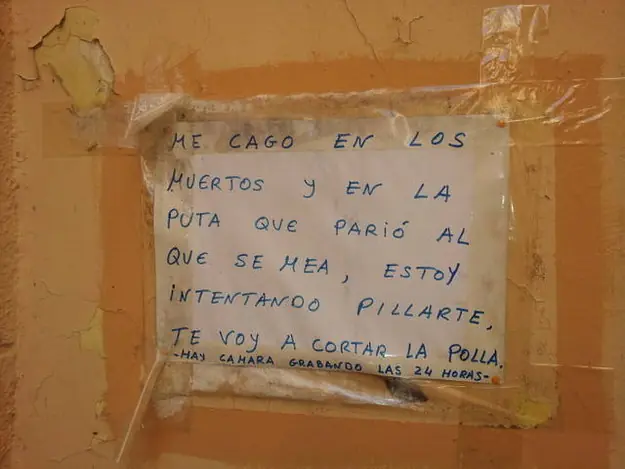 ME CAGO EN LOS
MUERTOS Y EN LA
PUTA QUE PARIÓ AL
QUE SE MEA, ESTOY
INTENTANDO PILLARTE,
TE VOY A CORTAR LA POLLA.
-HAY CAMARA GRABANDO LAS 24 HORAS-